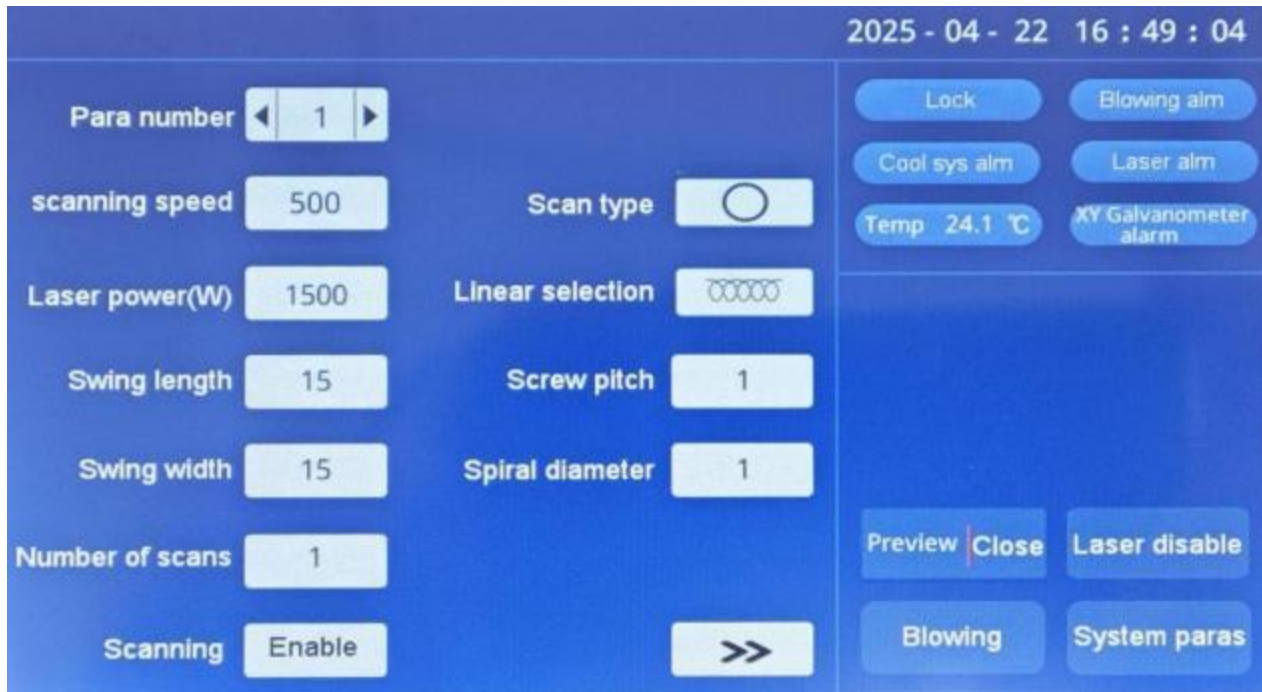 2025 - 04 - 22 16 : 49 : 04
Para number 1
scanning speed 500
Laser power(W) 1500
Swing length 15
Swing width 15
Number of scans 1
Scanning Enable
Scan type
Linear selection
Screw pitch 1
Spiral diameter 1
>>
Lock
Blowing alm
Cool sys alm
Laser alm
Temp 24.1 ℃
XY Galvanometer
alarm
Preview Close
Laser disable
Blowing
System paras